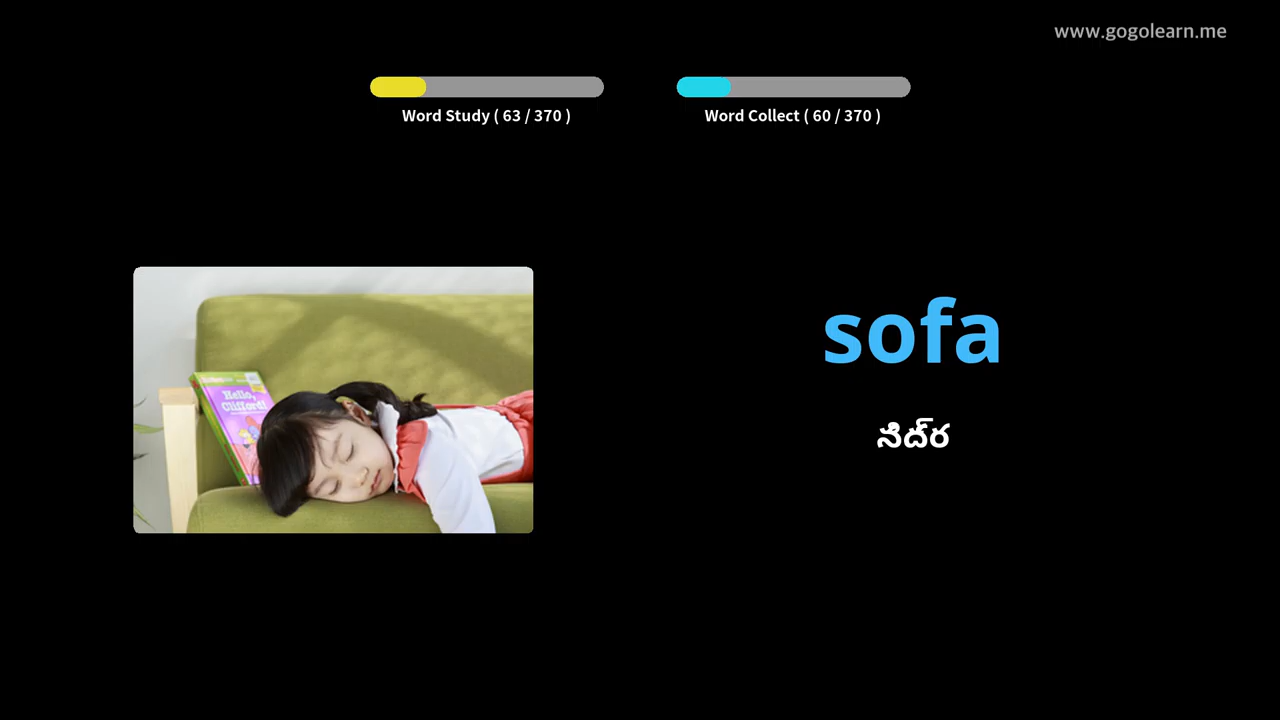 www.gogolearn.me
Word Study ( 63 / 370 )
Word Collect ( 60 / 370 )
sofa
నిద్‌ర
Hello,
Clifford!